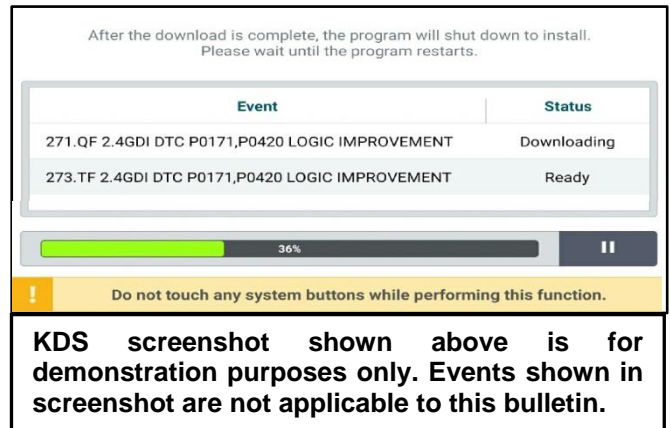 After the download is complete, the program will shut down to install.
Please wait until the program restarts.
Event Status
271.QF 2.4GDI DTC P0171,P0420 LOGIC IMPROVEMENT Downloading
273.TF 2.4GDI DTC P0171,P0420 LOGIC IMPROVEMENT Ready
36%
! Do not touch any system buttons while performing this function.
KDS screenshot shown above is for
demonstration purposes only. Events shown in
screenshot are not applicable to this bulletin.